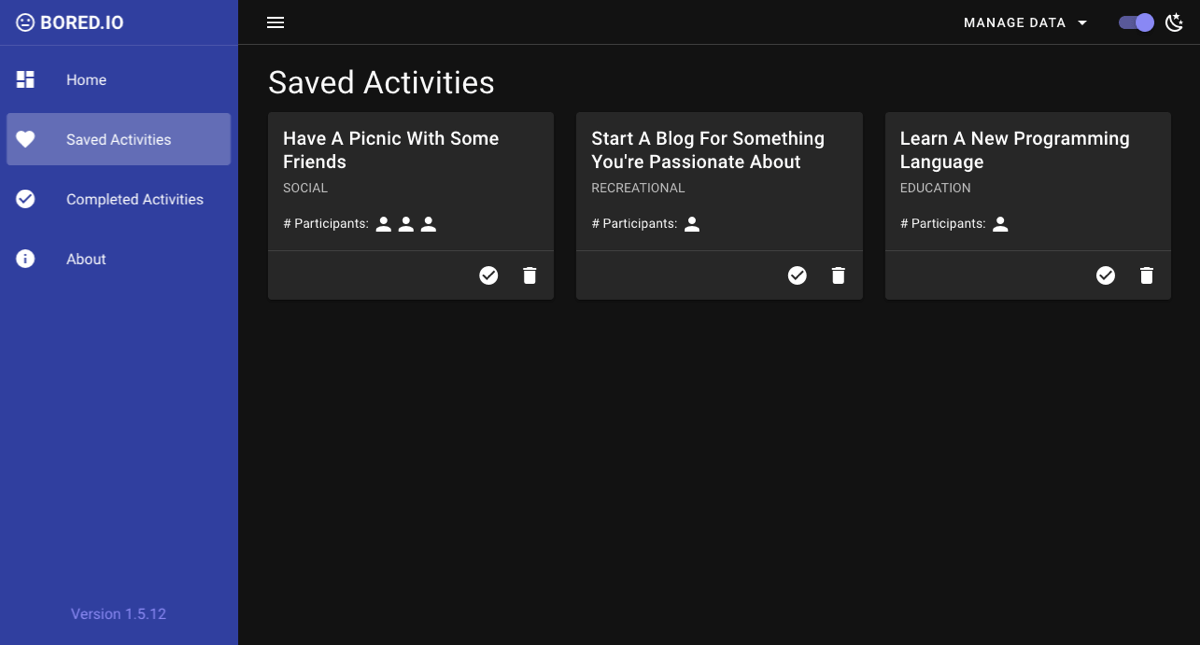 BORED.IO
MANAGE DATA
Home
Saved Activities
Completed Activities
About
Version 1.5.12
Saved Activities
Have A Picnic With Some
Friends
SOCIAL
# Participants:
Start A Blog For Something
You're Passionate About
RECREATIONAL
# Participants:
Learn A New Programming
Language
EDUCATION
# Participants: